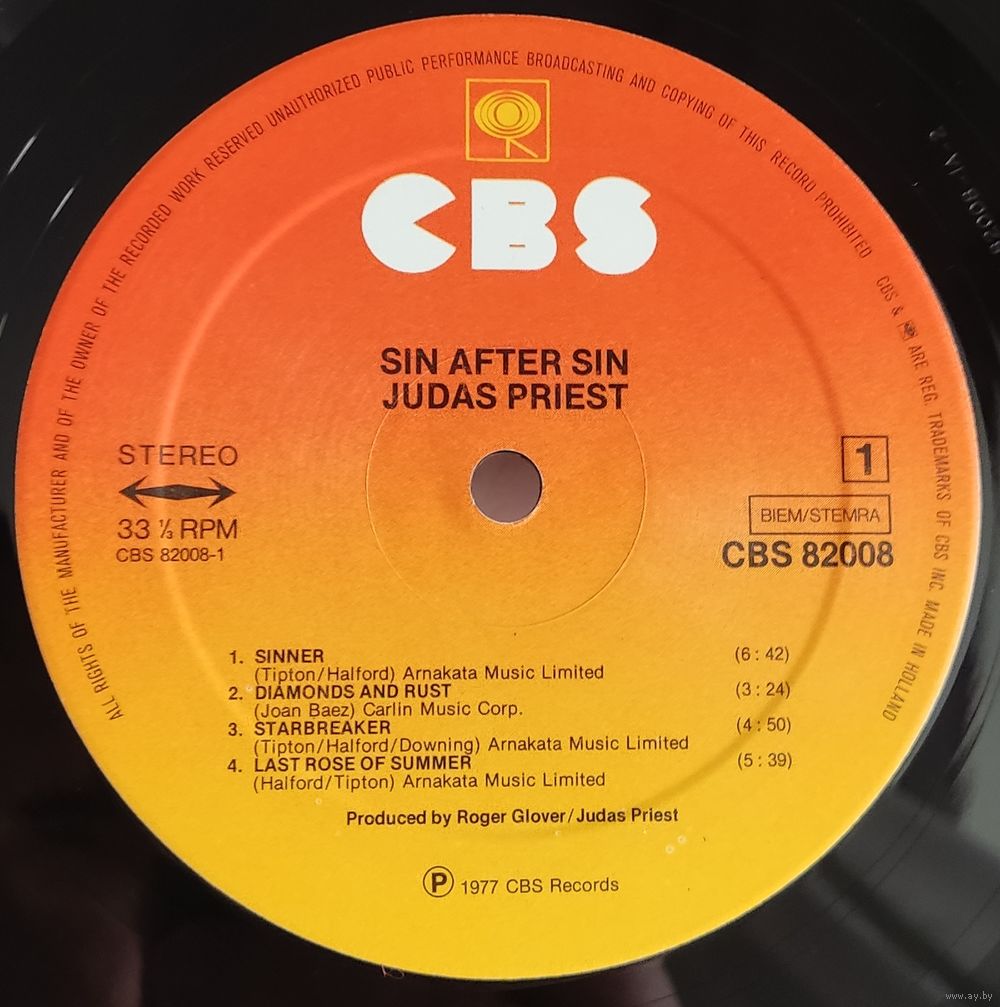 ALL RIGHTS OF THE MANUFACTURER AND OF THE OWNER OF THE RECORDED WORK RESERVED UNAUTHORIZED PUBLIC PERFORMANCE BROADCASTING AND COPYING OF THIS RECORD PROHIBITED
CBS & ARE REG. TRADEMARKS OF CBS INC. MADE IN HOLLAND
CBS
SIN AFTER SIN
JUDAS PRIEST
STEREO
33 ⅓ RPM
CBS 82008-1
1
BIEM/STEMRA
CBS 82008
1. SINNER (6 : 42)
(Tipton/Halford) Arnakata Music Limited
2. DIAMONDS AND RUST (3 : 24)
(Joan Baez) Carlin Music Corp.
3. STARBREAKER (4 : 50)
(Tipton/Halford/Downing) Arnakata Music Limited
4. LAST ROSE OF SUMMER (5 : 39)
(Halford/Tipton) Arnakata Music Limited
Produced by Roger Glover/Judas Priest
Ⓟ 1977 CBS Records
www.ay.by